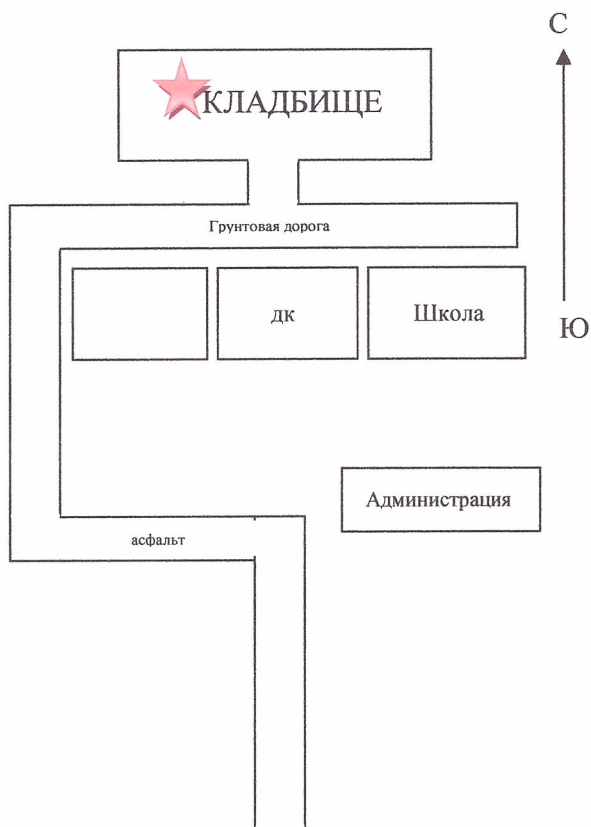 С
КЛАДБИЩЕ
Грунтовая дорога
дк
Школа
Ю
Администрация
асфальт